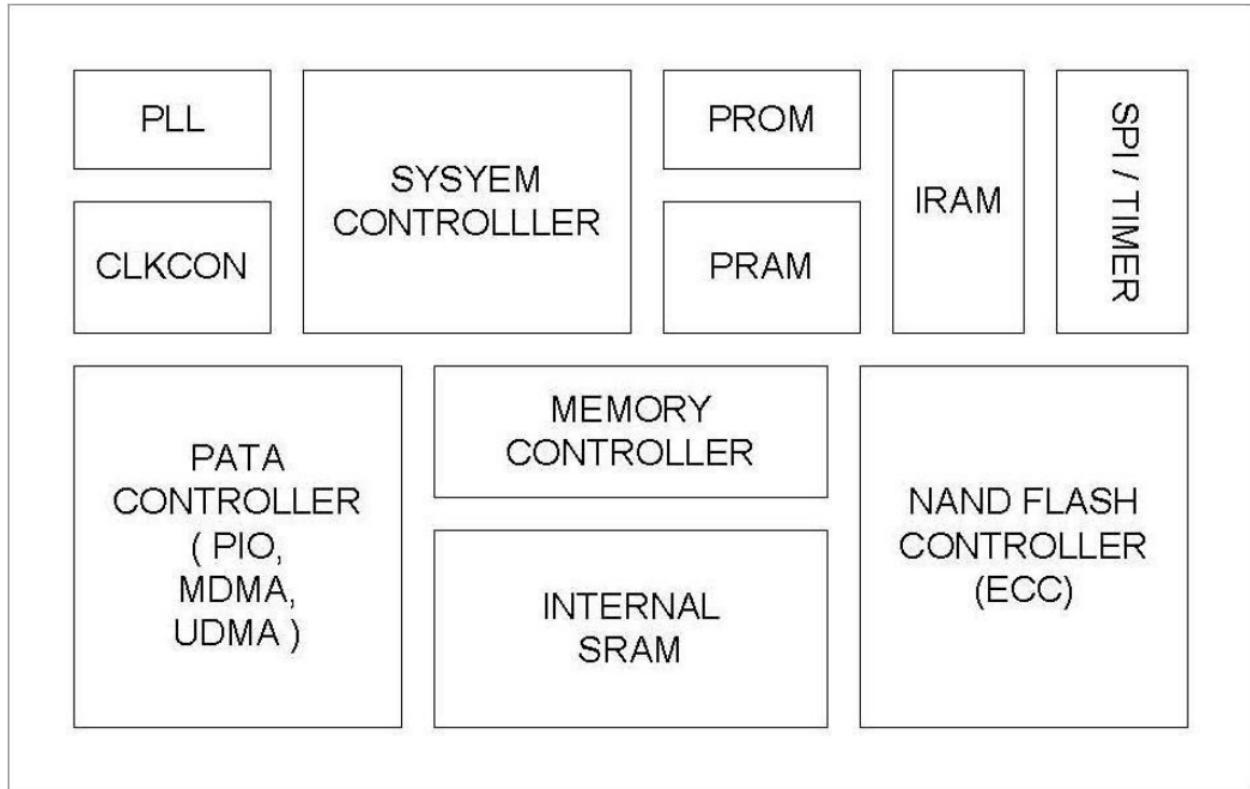 PLL
SYSYEM
CONTROLLLER
PROM
IRAM
SPI / TIMER
CLKCON
PRAM
PATA
CONTROLLER
( PIO,
MDMA,
UDMA )
MEMORY
CONTROLLER
INTERNAL
SRAM
NAND FLASH
CONTROLLER
(ECC)